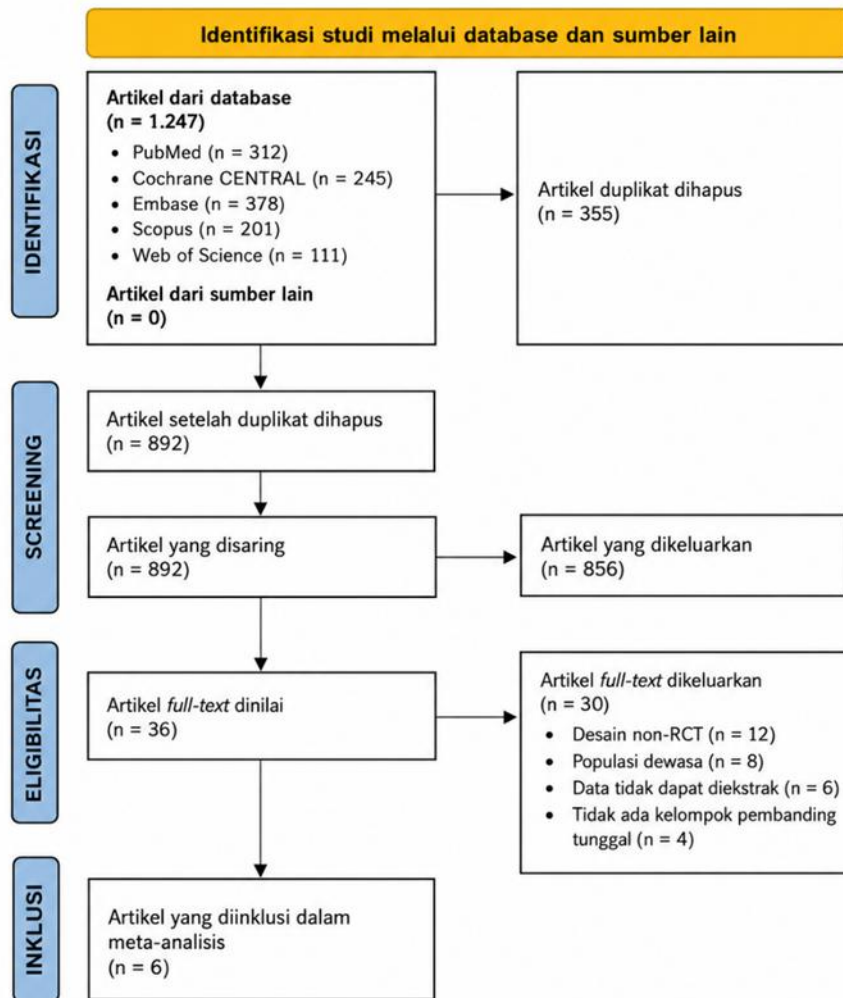 Identifikasi studi melalui database dan sumber lain
IDENTIFIKASI
Artikel dari database
(n = 1.247)
• PubMed (n = 312)
• Cochrane CENTRAL (n = 245)
• Embase (n = 378)
• Scopus (n = 201)
• Web of Science (n = 111)
Artikel dari sumber lain
(n = 0)
Artikel duplikat dihapus
(n = 355)
SCREENING
Artikel setelah duplikat dihapus
(n = 892)
Artikel yang disaring
(n = 892)
Artikel yang dikeluarkan
(n = 856)
ELIGIBILITAS
Artikel full-text dinilai
(n = 36)
Artikel full-text dikeluarkan
(n = 30)
• Desain non-RCT (n = 12)
• Populasi dewasa (n = 8)
• Data tidak dapat diekstrak (n = 6)
• Tidak ada kelompok pembanding
tunggal (n = 4)
INKLUSI
Artikel yang diinklusi dalam
meta-analisis
(n = 6)